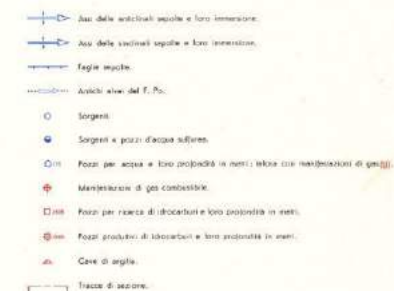 Assi delle anticlinali sepolte e loro immersione.
Assi delle sinclinali sepolte e loro immersione.
Faglie sepolte.
Antichi alvei del F. Po.
Sorgenti.
Sorgenti e pozzi d'acqua sulfurea.
Pozzi per acqua e loro profondità in metri; talora con manifestazioni di gas (g).
Manifestazioni di gas combustibile.
Pozzi per ricerca di idrocarburi e loro profondità in metri.
Pozzi produttivi di idrocarburi e loro profondità in metri.
Cave di argilla.
Tracce di sezione.